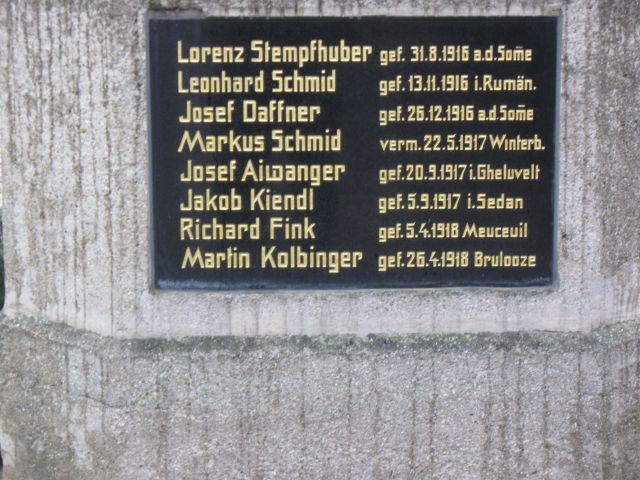 Lorenz Stempfhuber gef. 31.8.1916 a.d. Som̅e
Leonhard Schmid gef. 13.11.1916 i. Rumän.
Josef Daffner gef. 26.12.1916 a.d. Som̅e
Markus Schmid verm. 22.5.1917 Winterb.
Josef Aiwanger gef. 20.9.1917 i. Gheluvelt
Jakob Kiendl gef. 5.9.1917 i. Sedan
Richard Fink gef. 5.4.1918 Meuceuil
Martin Kolbinger gef. 26.4.1918 Brulooze